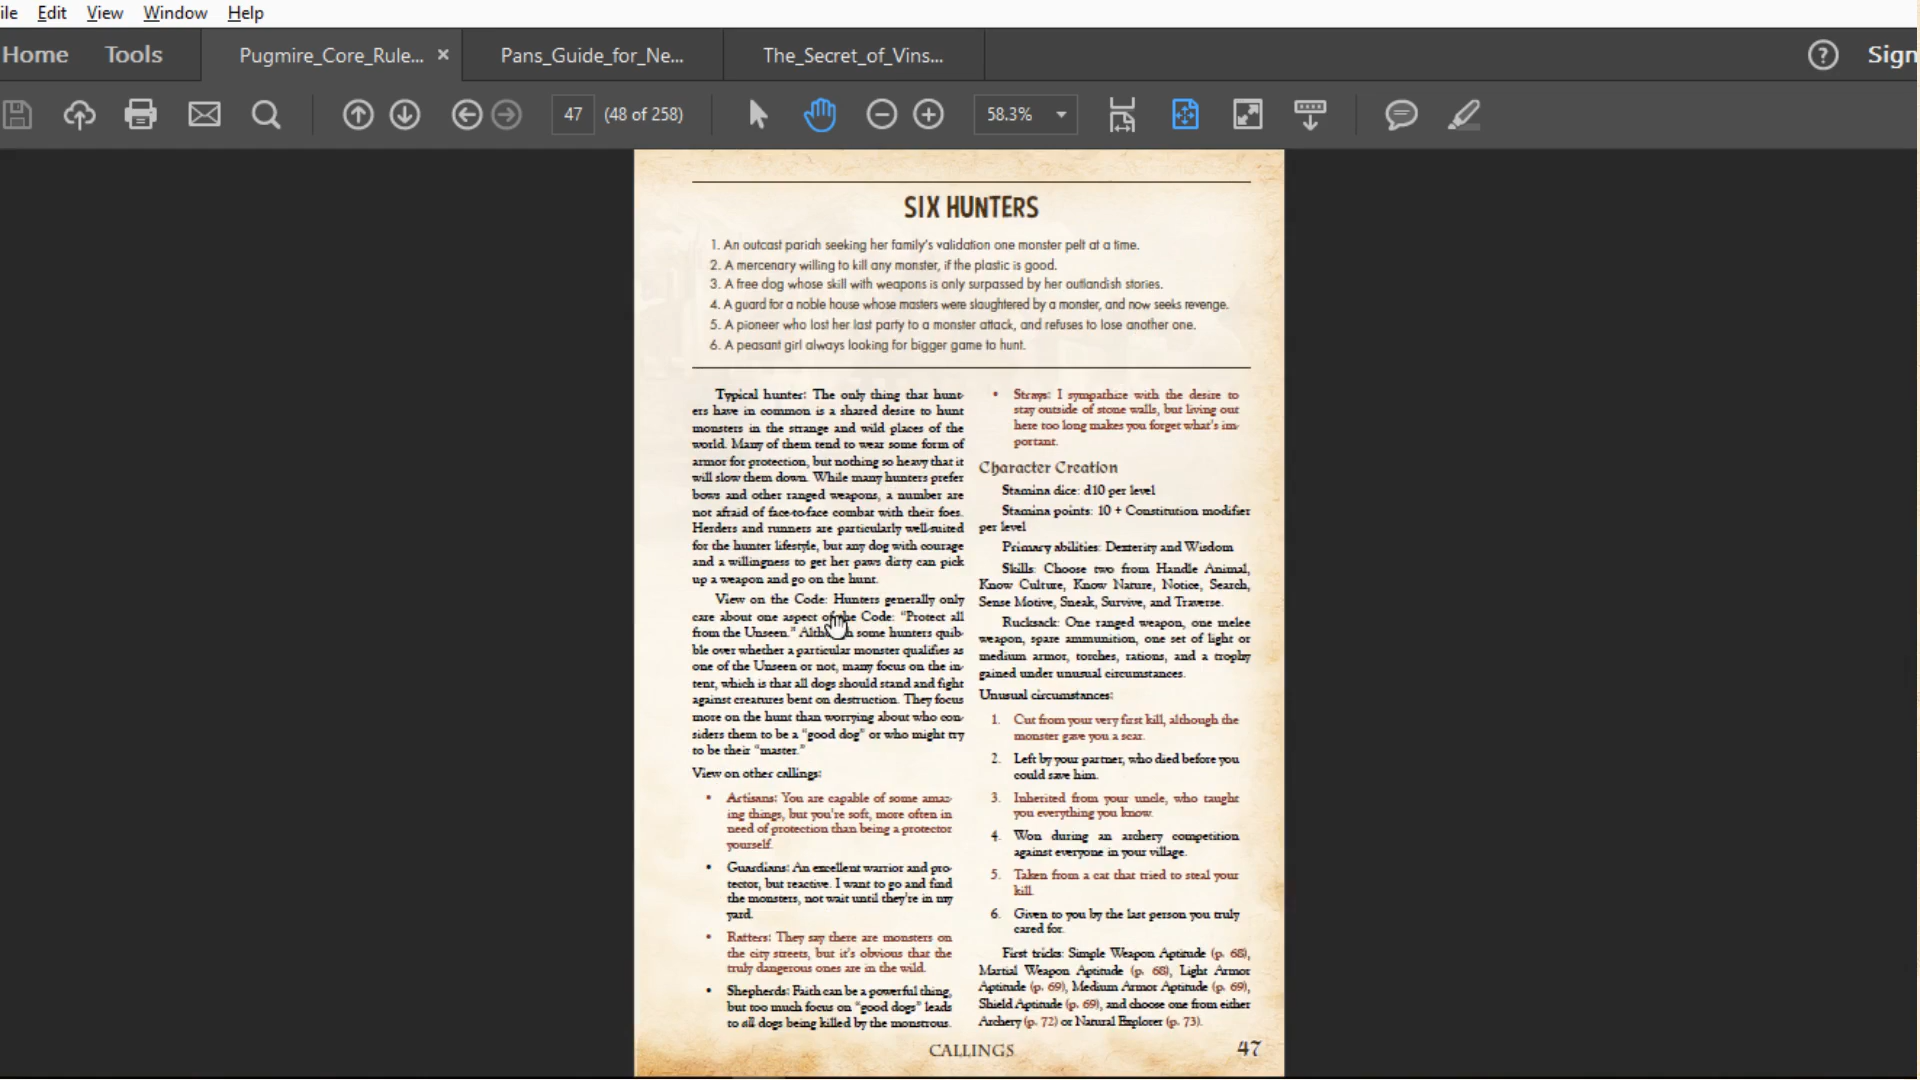 ile Edit View Window Help
Home Tools Pugmire_Core_Rule... × Pans_Guide_for_Ne... The_Secret_of_Vins... Sign
47 (48 of 258) 58.3%
SIX HUNTERS
1. An outcast pariah seeking her family's validation one monster pelt at a time.
2. A mercenary willing to kill any monster, if the plastic is good.
3. A free dog whose skill with weapons is only surpassed by her outlandish stories.
4. A guard for a noble house whose masters were slaughtered by a monster, and now seeks revenge.
5. A pioneer who lost her last party to a monster attack, and refuses to lose another one.
6. A peasant girl always looking for bigger game to hunt.
Typical hunter: The only thing that hunt-
ers have in common is a shared desire to hunt
monsters in the strange and wild places of the
world. Many of them tend to wear some form of
armor for protection, but nothing so heavy that it
will slow them down. While many hunters prefer
bows and other ranged weapons, a number are
not afraid of face-to-face combat with their foes.
Herders and runners are particularly well-suited
for the hunter lifestyle, but any dog with courage
and a willingness to get her paws dirty can pick
up a weapon and go on the hunt.
View on the Code: Hunters generally only
care about one aspect of the Code: "Protect all
from the Unseen." Although some hunters quib-
ble over whether a particular monster qualifies as
one of the Unseen or not, many focus on the in-
tent, which is that all dogs should stand and fight
against creatures bent on destruction. They focus
more on the hunt than worrying about who con-
siders them to be a "good dog" or who might try
to be their "master."
View on other callings:
• Artisans: You are capable of some amaz-
ing things, but you're soft, more often in
need of protection than being a protector
yourself.
• Guardians: An excellent warrior and pro-
tector, but reactive. I want to go and find
the monsters, not wait until they're in my
yard.
• Ratters: They say there are monsters on
the city streets, but it's obvious that the
truly dangerous ones are in the wild.
• Shepherds: Faith can be a powerful thing,
but too much focus on "good dogs" leads
to all dogs being killed by the monstrous.
• Strays: I sympathize with the desire to
stay outside of stone walls, but living out
here too long makes you forget what's im-
portant.
Character Creation
Stamina dice: d10 per level
Stamina points: 10 + Constitution modifier
per level
Primary abilities: Dexterity and Wisdom
Skills: Choose two from Handle Animal,
Know Culture, Know Nature, Notice, Search,
Sense Motive, Sneak, Survive, and Traverse.
Rucksack: One ranged weapon, one melee
weapon, spare ammunition, one set of light or
medium armor, torches, rations, and a trophy
gained under unusual circumstances.
Unusual circumstances:
1. Cut from your very first kill, although the
monster gave you a scar.
2. Left by your partner, who died before you
could save him.
3. Inherited from your uncle, who taught
you everything you know.
4. Won during an archery competition
against everyone in your village.
5. Taken from a cat that tried to steal your
kill.
6. Given to you by the last person you truly
cared for.
First tricks: Simple Weapon Aptitude (p. 68),
Martial Weapon Aptitude (p. 68), Light Armor
Aptitude (p. 69), Medium Armor Aptitude (p. 69),
Shield Aptitude (p. 69), and choose one from either
Archery (p. 72) or Natural Explorer (p. 73).
CALLINGS 47